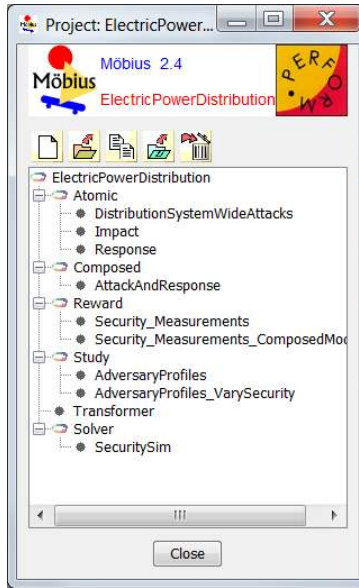 Project: ElectricPower...
Möbius 2.4
Möbius
ElectricPowerDistribution
PERFORM
ElectricPowerDistribution
Atomic
DistributionSystemWideAttacks
Impact
Response
Composed
AttackAndResponse
Reward
Security_Measurements
Security_Measurements_ComposedMod
Study
AdversaryProfiles
AdversaryProfiles_VarySecurity
Transformer
Solver
SecuritySim
Close